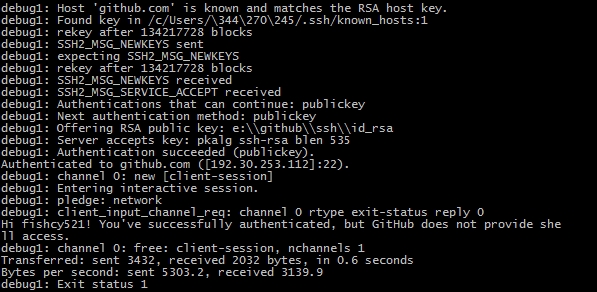 debug1: Host 'github.com' is known and matches the RSA host key.
debug1: Found key in /c/Users/\344\270\245/.ssh/known_hosts:1
debug1: rekey after 134217728 blocks
debug1: SSH2_MSG_NEWKEYS sent
debug1: expecting SSH2_MSG_NEWKEYS
debug1: rekey after 134217728 blocks
debug1: SSH2_MSG_NEWKEYS received
debug1: SSH2_MSG_SERVICE_ACCEPT received
debug1: Authentications that can continue: publickey
debug1: Next authentication method: publickey
debug1: Offering RSA public key: e:\\github\\ssh\\id_rsa
debug1: Server accepts key: pkalg ssh-rsa blen 535
debug1: Authentication succeeded (publickey).
Authenticated to github.com ([192.30.253.112]:22).
debug1: channel 0: new [client-session]
debug1: Entering interactive session.
debug1: pledge: network
debug1: client_input_channel_req: channel 0 rtype exit-status reply 0
Hi fishcy521! You've successfully authenticated, but GitHub does not provide she
ll access.
debug1: channel 0: free: client-session, nchannels 1
Transferred: sent 3432, received 2032 bytes, in 0.6 seconds
Bytes per second: sent 5303.2, received 3139.9
debug1: Exit status 1